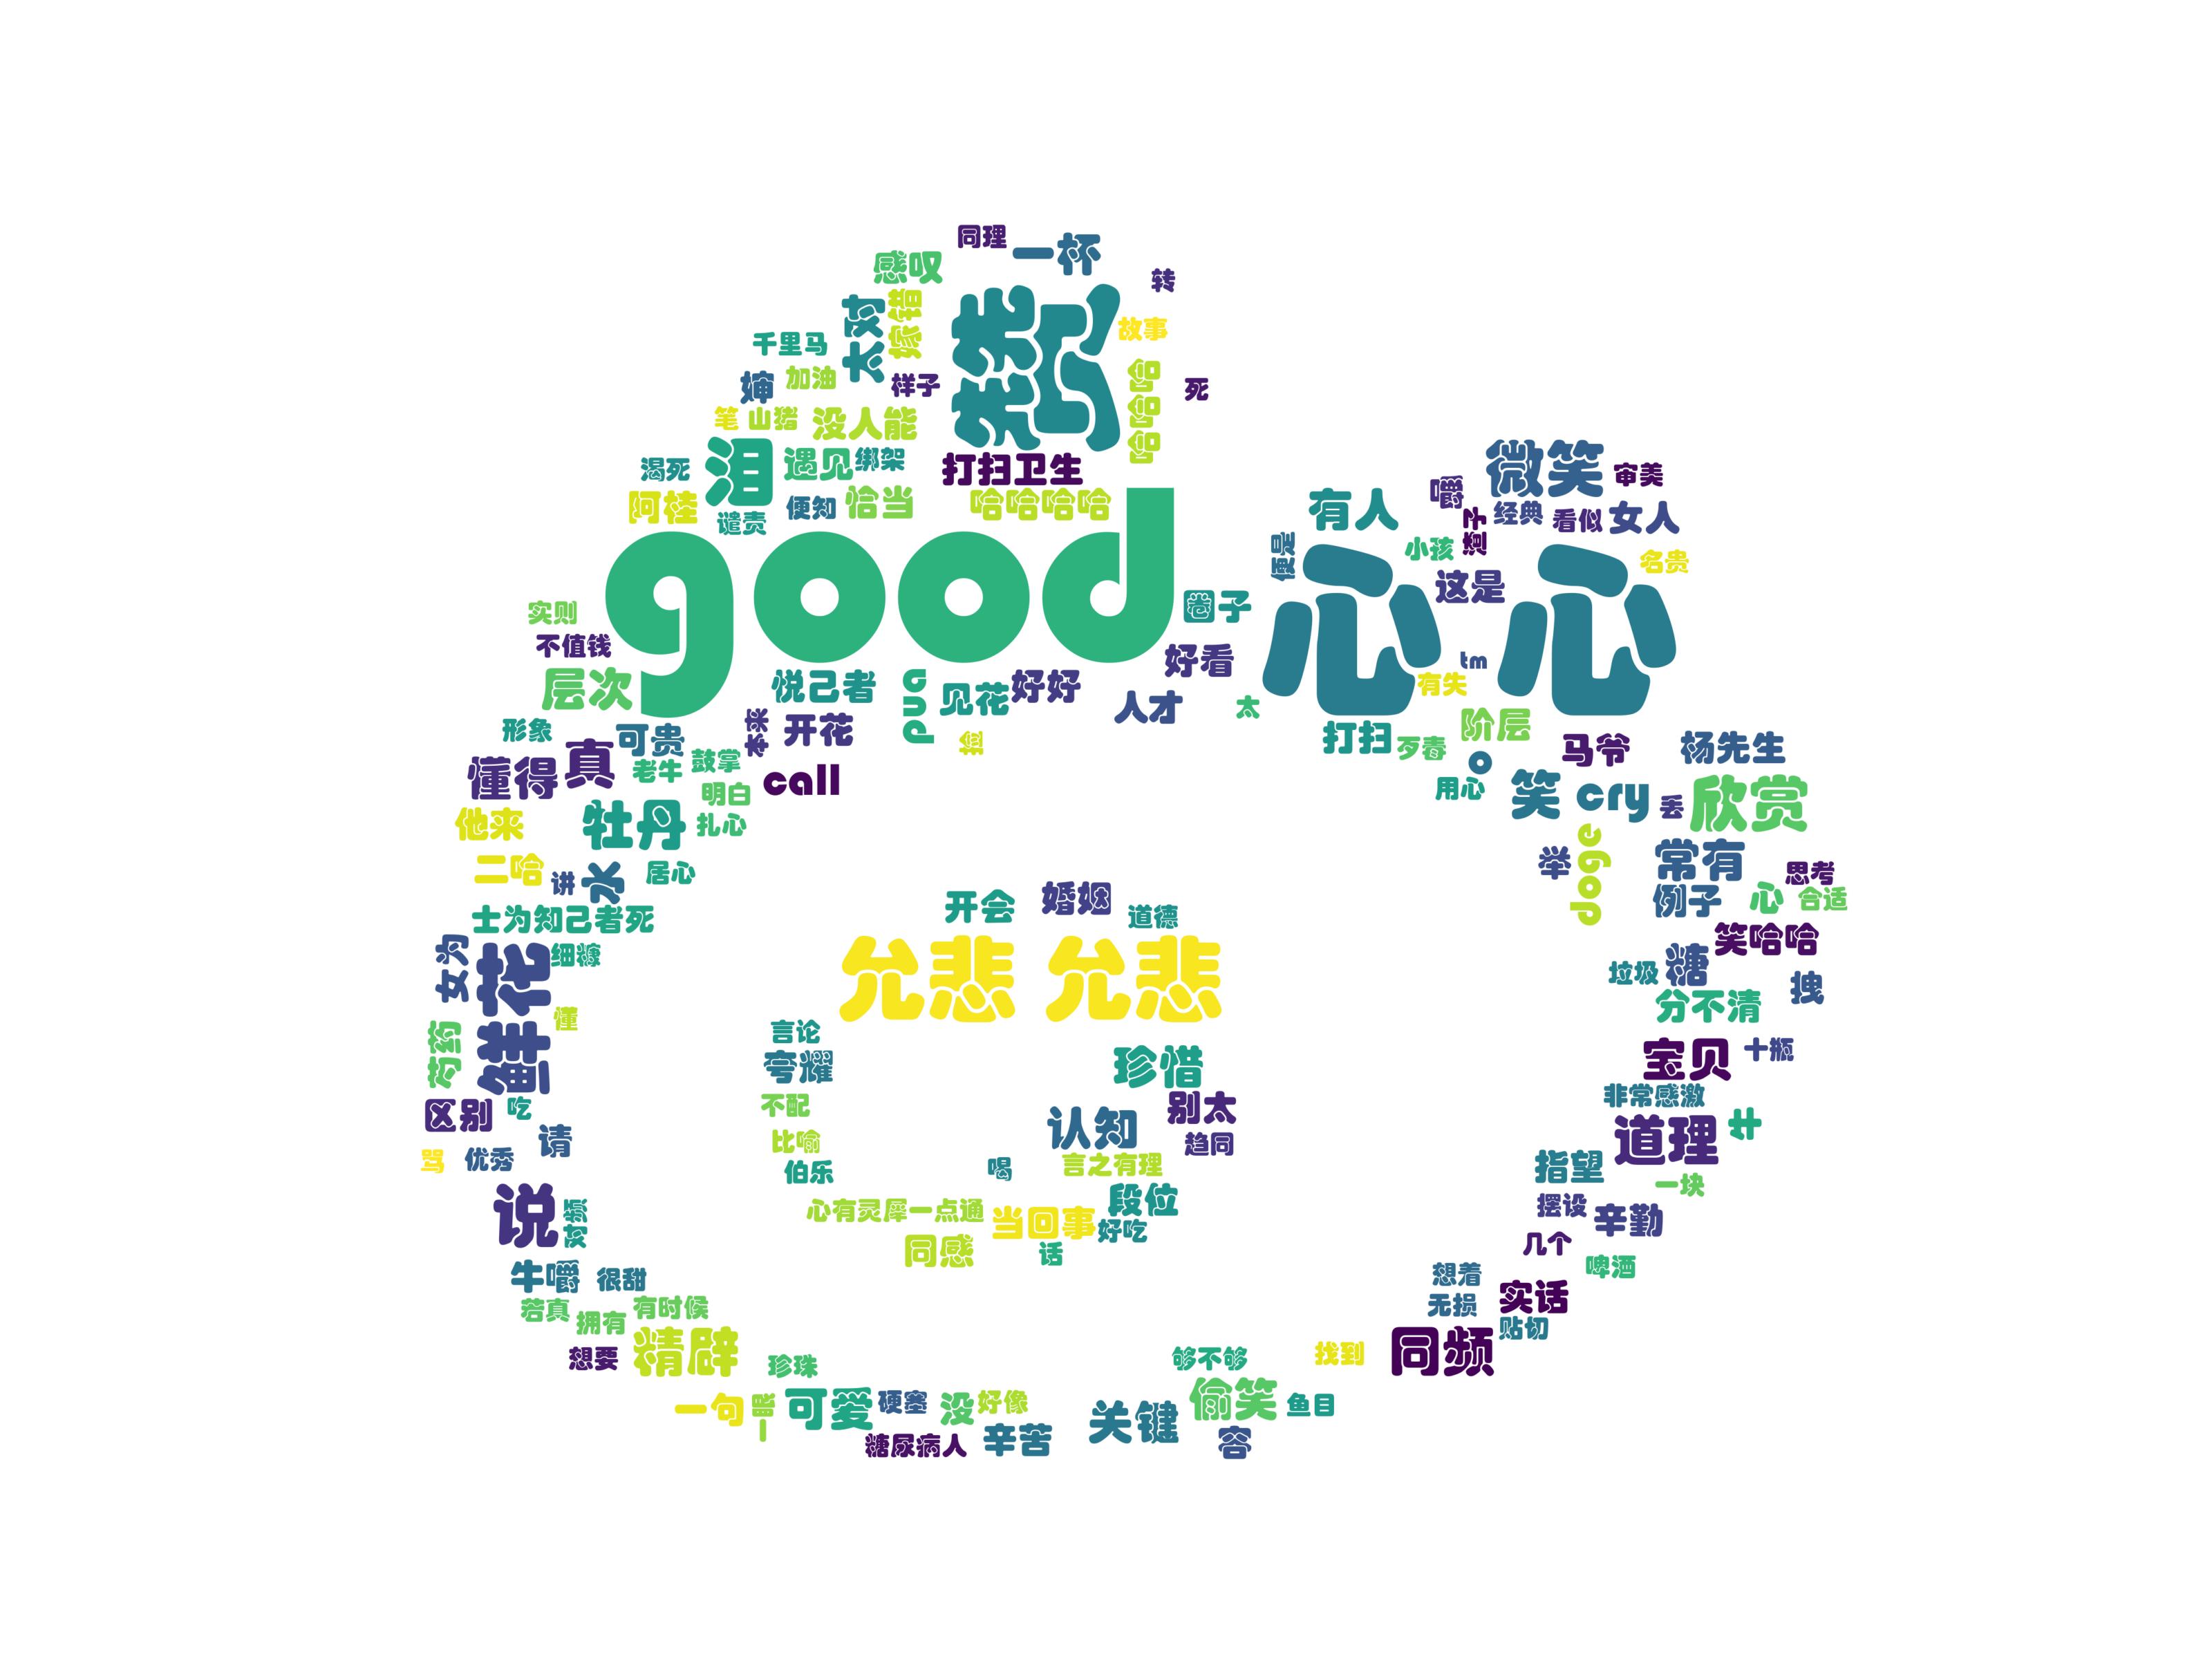 同理
一杯
感叹
转
太对
嫁错
赞
故事
千里马
哈哈哈
婶
加油
样子
死
笔
山猪
没人能
泪
遇见
绑架
打扫卫生
渴死
微笑
审美
阿桂
便知
恰当
哈哈哈哈
有人
嚼
经典
看似
女人
谴责
good
便是
小孩
这是
名贵
心心
圈子
实则
不值钱
好看
tm
层次
悦己者
pua
见花
好好
有失
人才
太
形象
可贵
本来
开花
打扫
歹毒
阶层
马爷
杨先生
懂得
真
老牛
鼓掌
call
o
用心
笑
cry
丢
欣赏
明白
他来
牡丹
扎心
doge
举
常有
思考
二哈
讲
水
居心
例子
心
合适
开会
婚姻
道德
士为知己者死
女为
鲜花
细糠
允悲
允悲
笑哈哈
垃圾
糖
拽
分不清
懂
芍药
言论
夸耀
珍惜
宝贝
十瓶
区别
吃
不配
别太
非常感激
请
比喻
认知
趋同
道理
骂
优秀
伯乐
喝
言之有理
指望
一块
说
心有灵犀一点通
当回事
段位
好吃
摆设
辛勤
同感
话
几个
牛嚼
很甜
想着
啤酒
若真
拥有
有时候
无损
实话
贴切
想要
精辟
珍珠
够不够
找到
同频
一句
可爱
硬塞
没
好像
关键
偷笑
鱼目
糖尿病人
辛苦
容